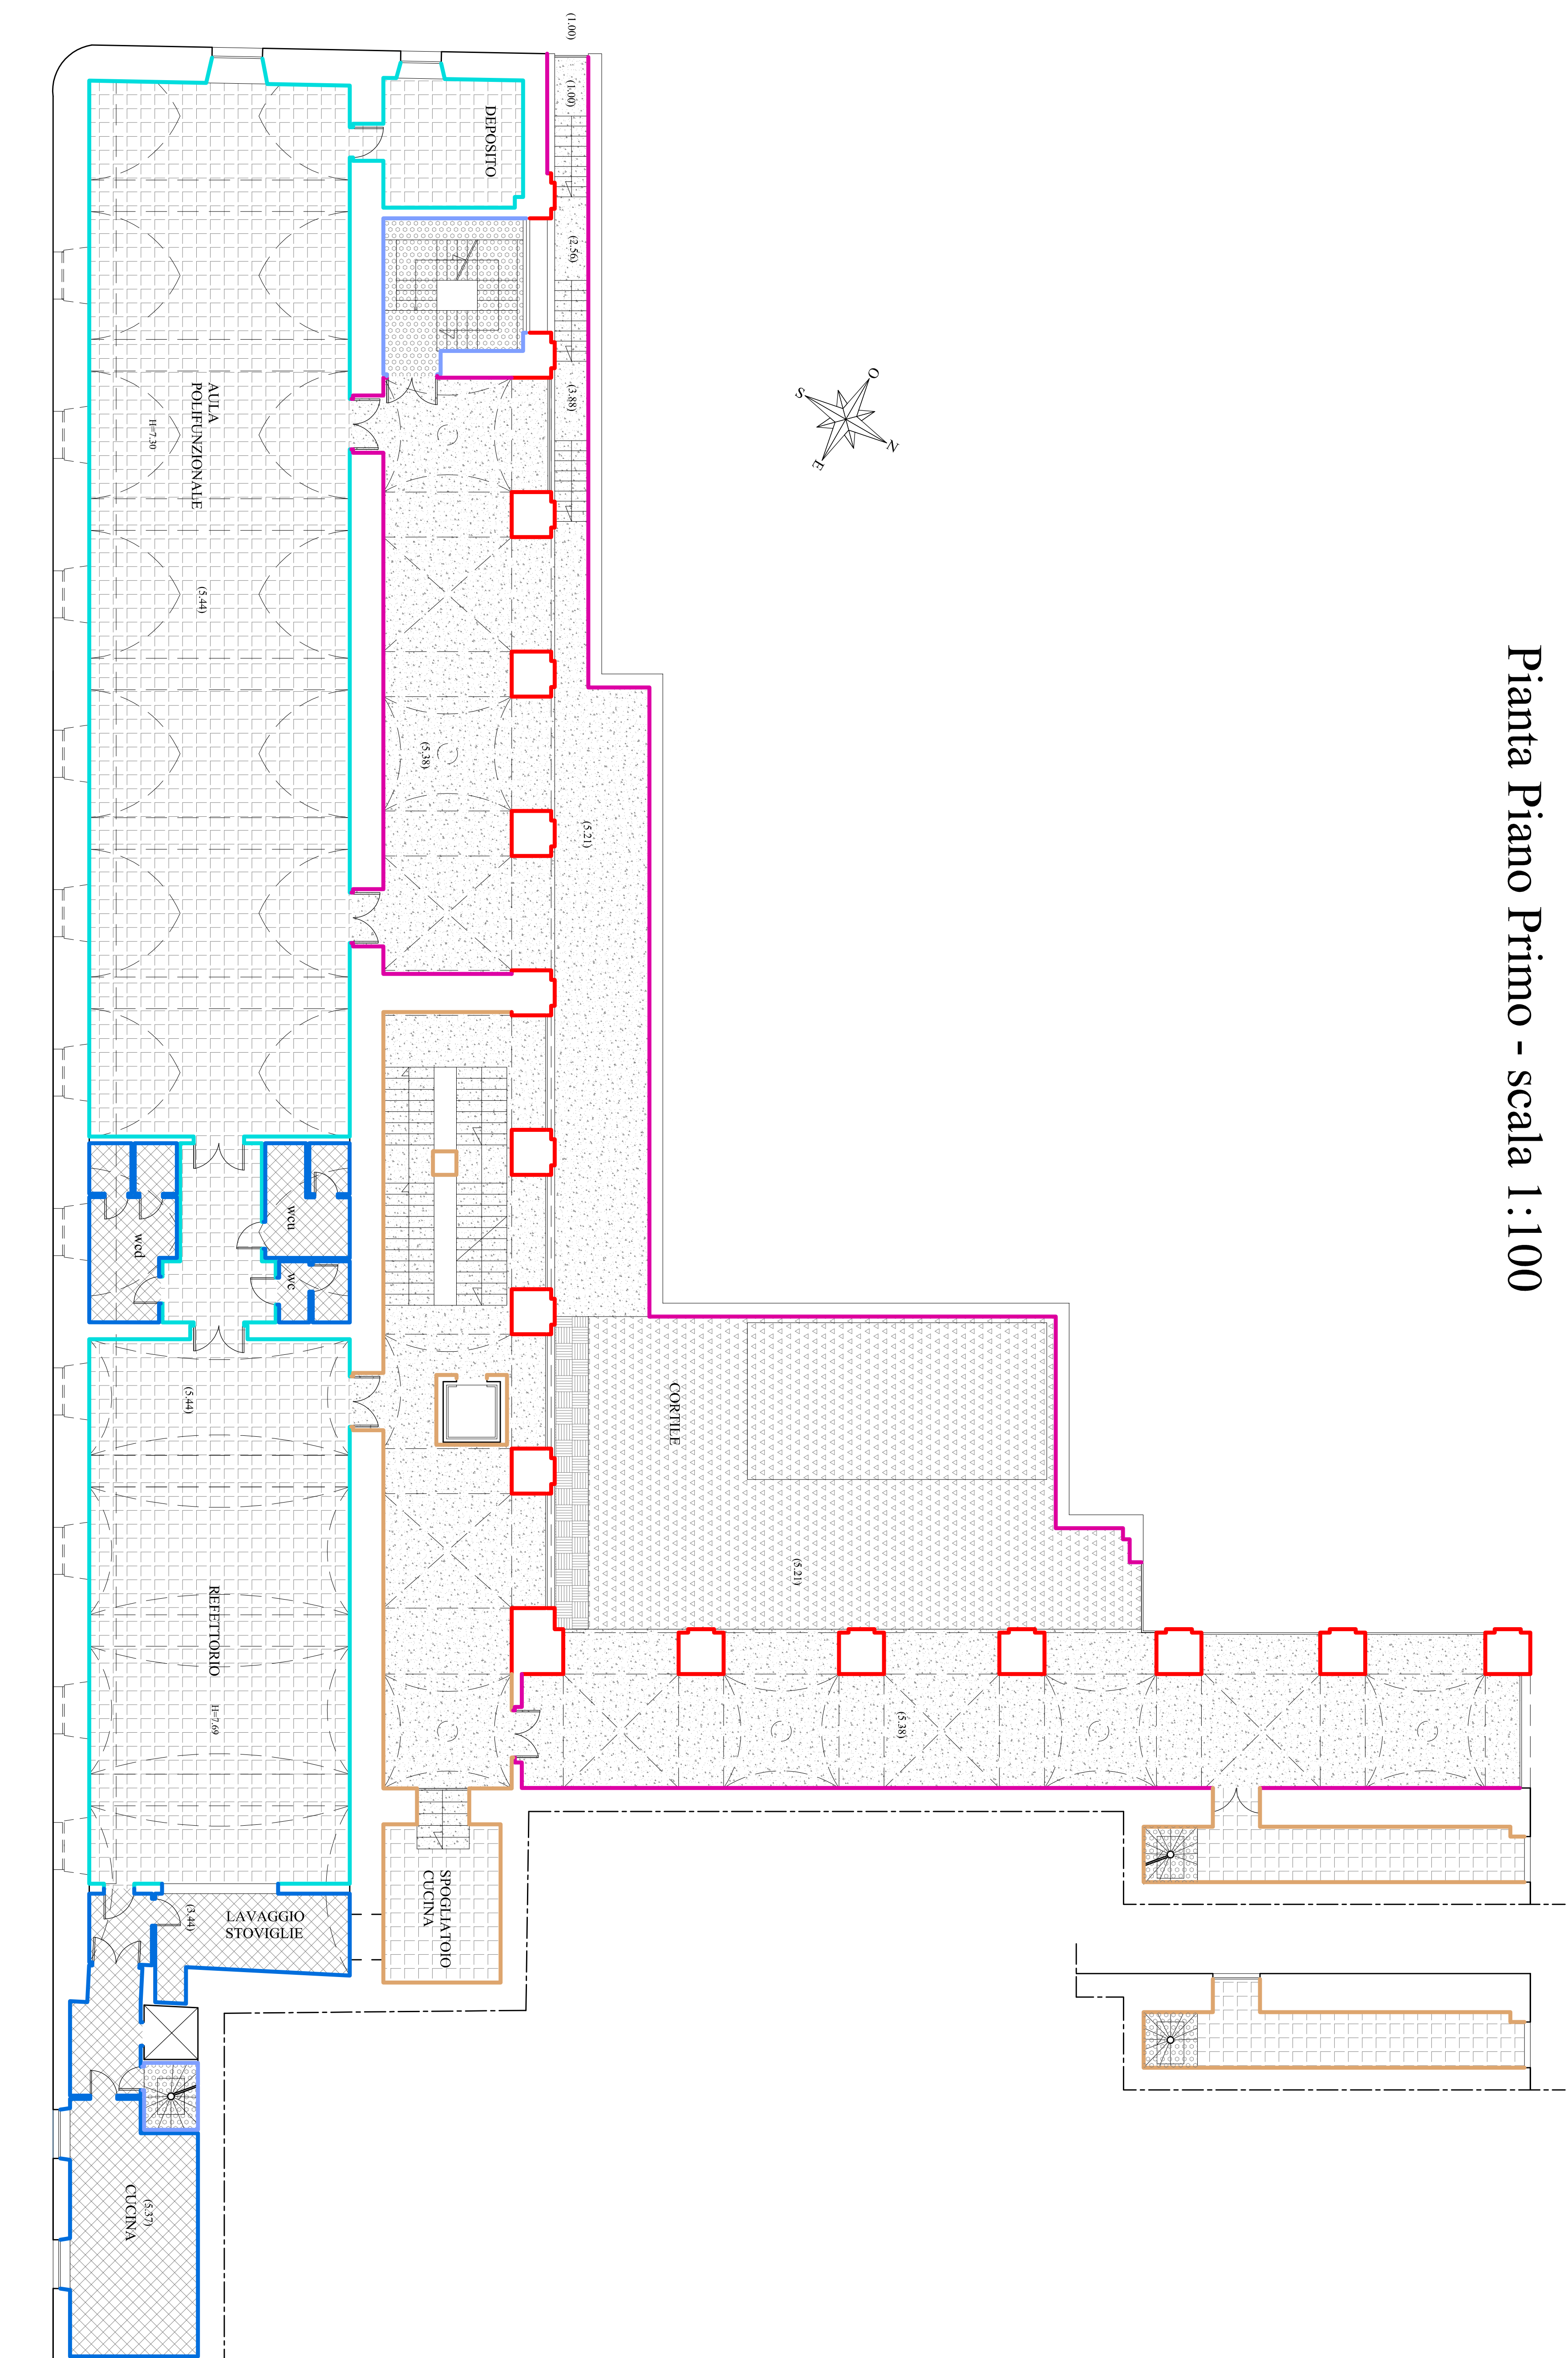 Pianta Piano Primo - scala 1:100
(1.00)
(1.00)
DEPOSITO
(2.56)
(3.88)
O
S
N
E
AULA
POLIFUNZIONALE
H=7.30
(5.44)
(5.38)
(5.21)
wcu
wcd
wc
(5.44)
CORTILE
(5.21)
REFETTORIO
H=7.69
(5.38)
SPOGLIATOIO
CUCINA
LAVAGGIO
STOVIGLIE
(3.44)
(5.37)
CUCINA